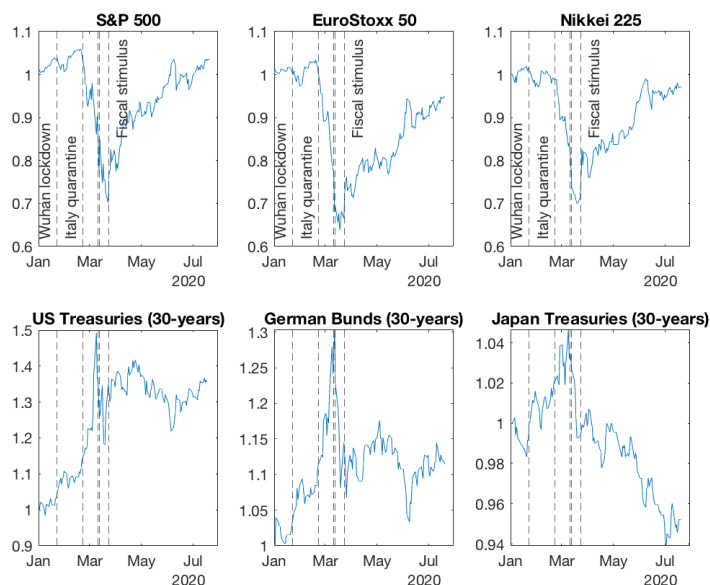 S&P 500
1.1
1
0.9
0.8
0.7
0.6
Wuhan lockdown
Italy quarantine
Fiscal stimulus
Jan Mar May Jul
2020
EuroStoxx 50
1.1
1
0.9
0.8
0.7
0.6
Wuhan lockdown
Italy quarantine
Fiscal stimulus
Jan Mar May Jul
2020
Nikkei 225
1.1
1
0.9
0.8
0.7
0.6
Wuhan lockdown
Italy quarantine
Fiscal stimulus
Jan Mar May Jul
2020
US Treasuries (30-years)
1.5
1.4
1.3
1.2
1.1
1
0.9
Jan Mar May Jul
2020
German Bunds (30-years)
1.3
1.25
1.2
1.15
1.1
1.05
1
Jan Mar May Jul
2020
Japan Treasuries (30-years)
1.04
1.02
1
0.98
0.96
0.94
Jan Mar May Jul
2020